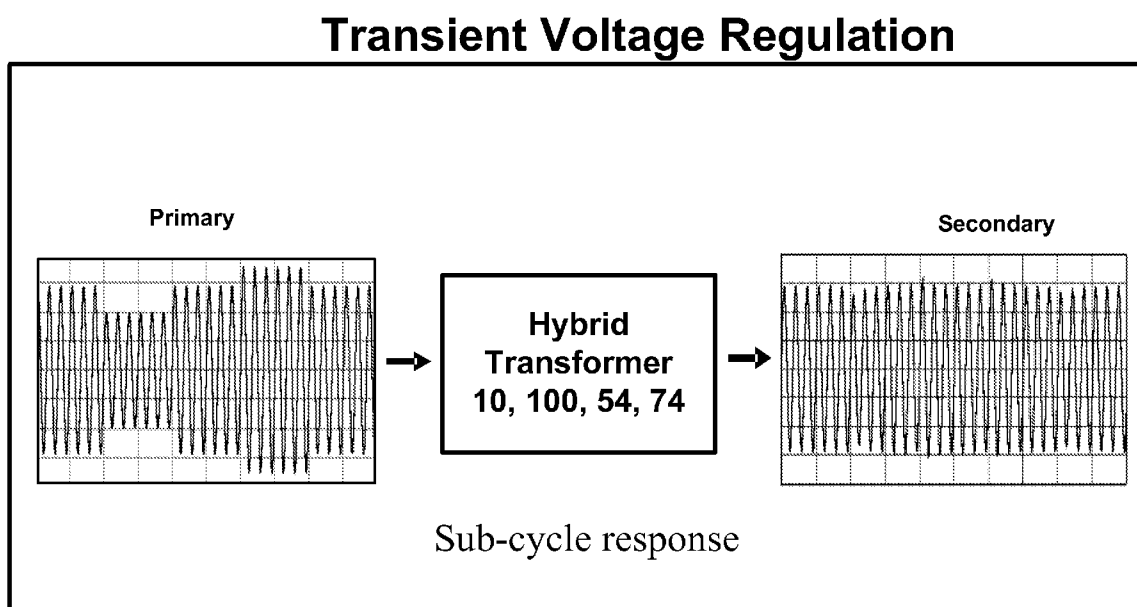 Transient Voltage Regulation
Primary
Secondary
Hybrid
Transformer
10, 100, 54, 74
Sub-cycle response